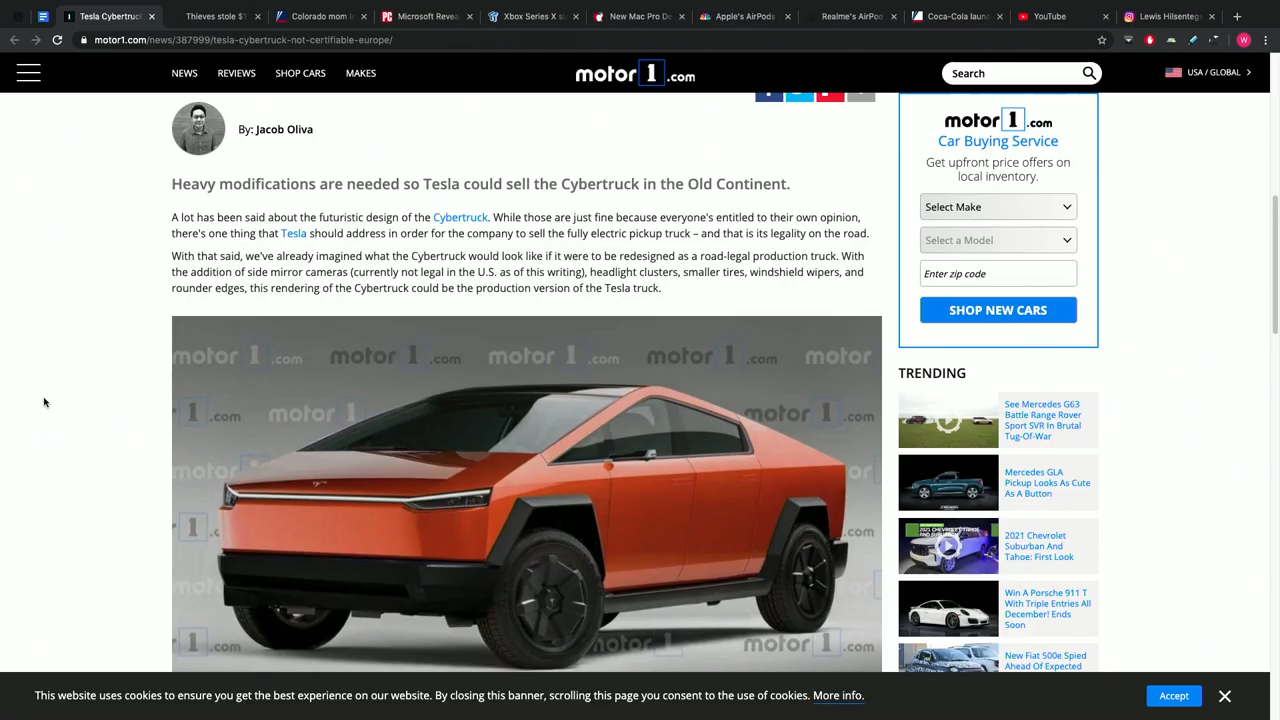 Tesla Cybertruc
Thieves stole $1
Colorado mom l
Microsoft Revea
Xbox Series X si
New Mac Pro De
Apple's AirPods
Realme's AirPod
Coca-Cola laun
YouTube
Lewis Hilsenteg
motor1.com/news/387999/tesla-cybertruck-not-certifiable-europe/
W
NEWS
REVIEWS
SHOP CARS
MAKES
motor1.com
Search
USA / GLOBAL
By: Jacob Oliva
Heavy modifications are needed so Tesla could sell the Cybertruck in the Old Continent.
A lot has been said about the futuristic design of the Cybertruck. While those are just fine because everyone's entitled to their own opinion,
there's one thing that Tesla should address in order for the company to sell the fully electric pickup truck – and that is its legality on the road.
With that said, we've already imagined what the Cybertruck would look like if it were to be redesigned as a road-legal production truck. With
the addition of side mirror cameras (currently not legal in the U.S. as of this writing), headlight clusters, smaller tires, windshield wipers, and
rounder edges, this rendering of the Cybertruck could be the production version of the Tesla truck.
motor1.com
Car Buying Service
Get upfront price offers on
local inventory.
Select Make
Select a Model
Enter zip code
SHOP NEW CARS
TRENDING
See Mercedes G63
Battle Range Rover
Sport SVR In Brutal
Tug-Of-War
Mercedes GLA
Pickup Looks As Cute
As A Button
2021 Chevrolet
Suburban And
Tahoe: First Look
Win A Porsche 911 T
With Triple Entries All
December! Ends
Soon
New Fiat 500e Spied
Ahead Of Expected
This website uses cookies to ensure you get the best experience on our website. By closing this banner, scrolling this page you consent to the use of cookies. More info.
Accept